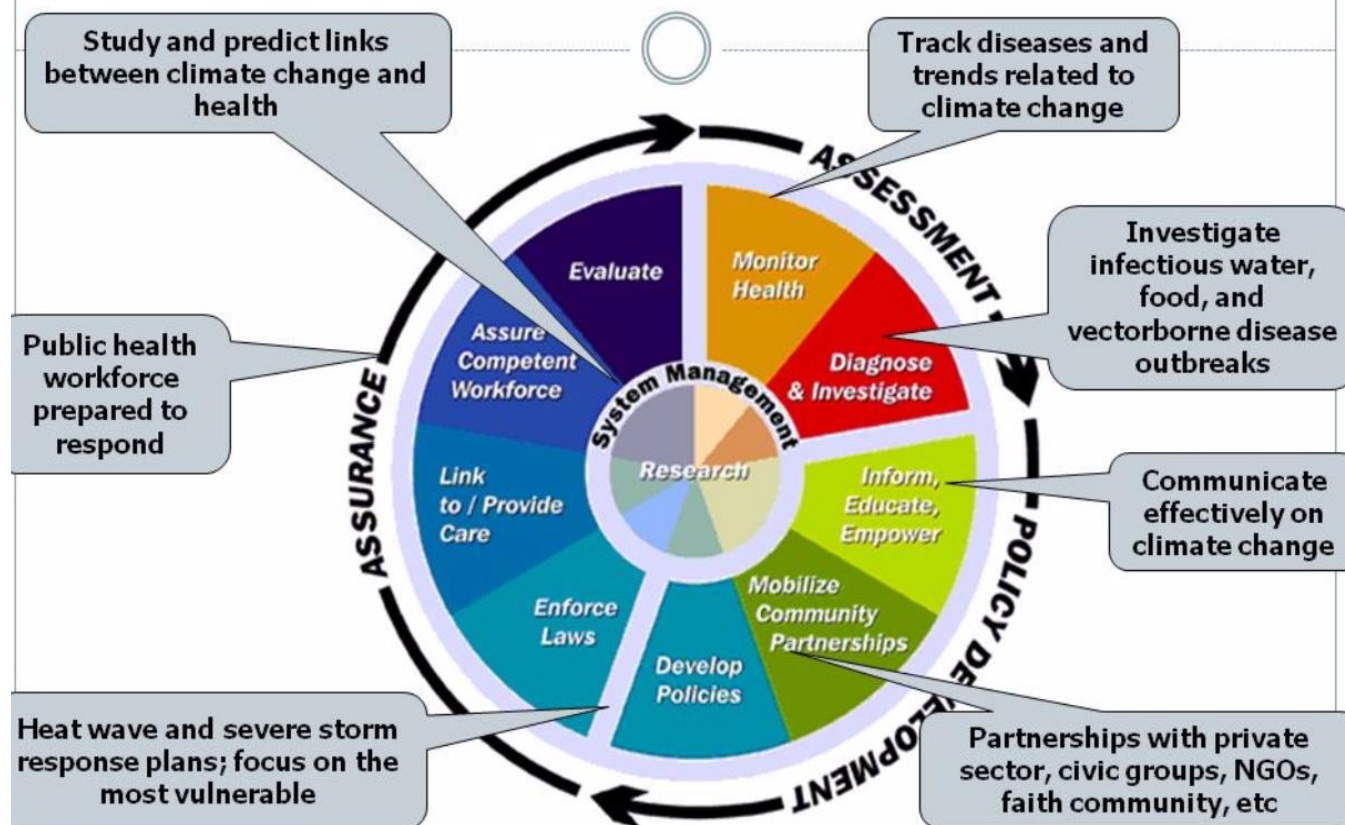 Study and predict links
between climate change and
health
Track diseases and
trends related to
climate change
ASSESSMENT
Investigate
infectious water,
food, and
vectorborne disease
outbreaks
Evaluate
Monitor
Health
Assure
Competent
Workforce
Diagnose
& Investigate
Public health
workforce
prepared to
respond
System Management
Research
ASSURANCE
Link
to / Provide
Care
Inform,
Educate,
Empower
Communicate
effectively on
climate change
POLICY DEVELOPMENT
Enforce
Laws
Mobilize
Community
Partnerships
Develop
Policies
Heat wave and severe storm
response plans; focus on the
most vulnerable
Partnerships with private
sector, civic groups, NGOs,
faith community, etc